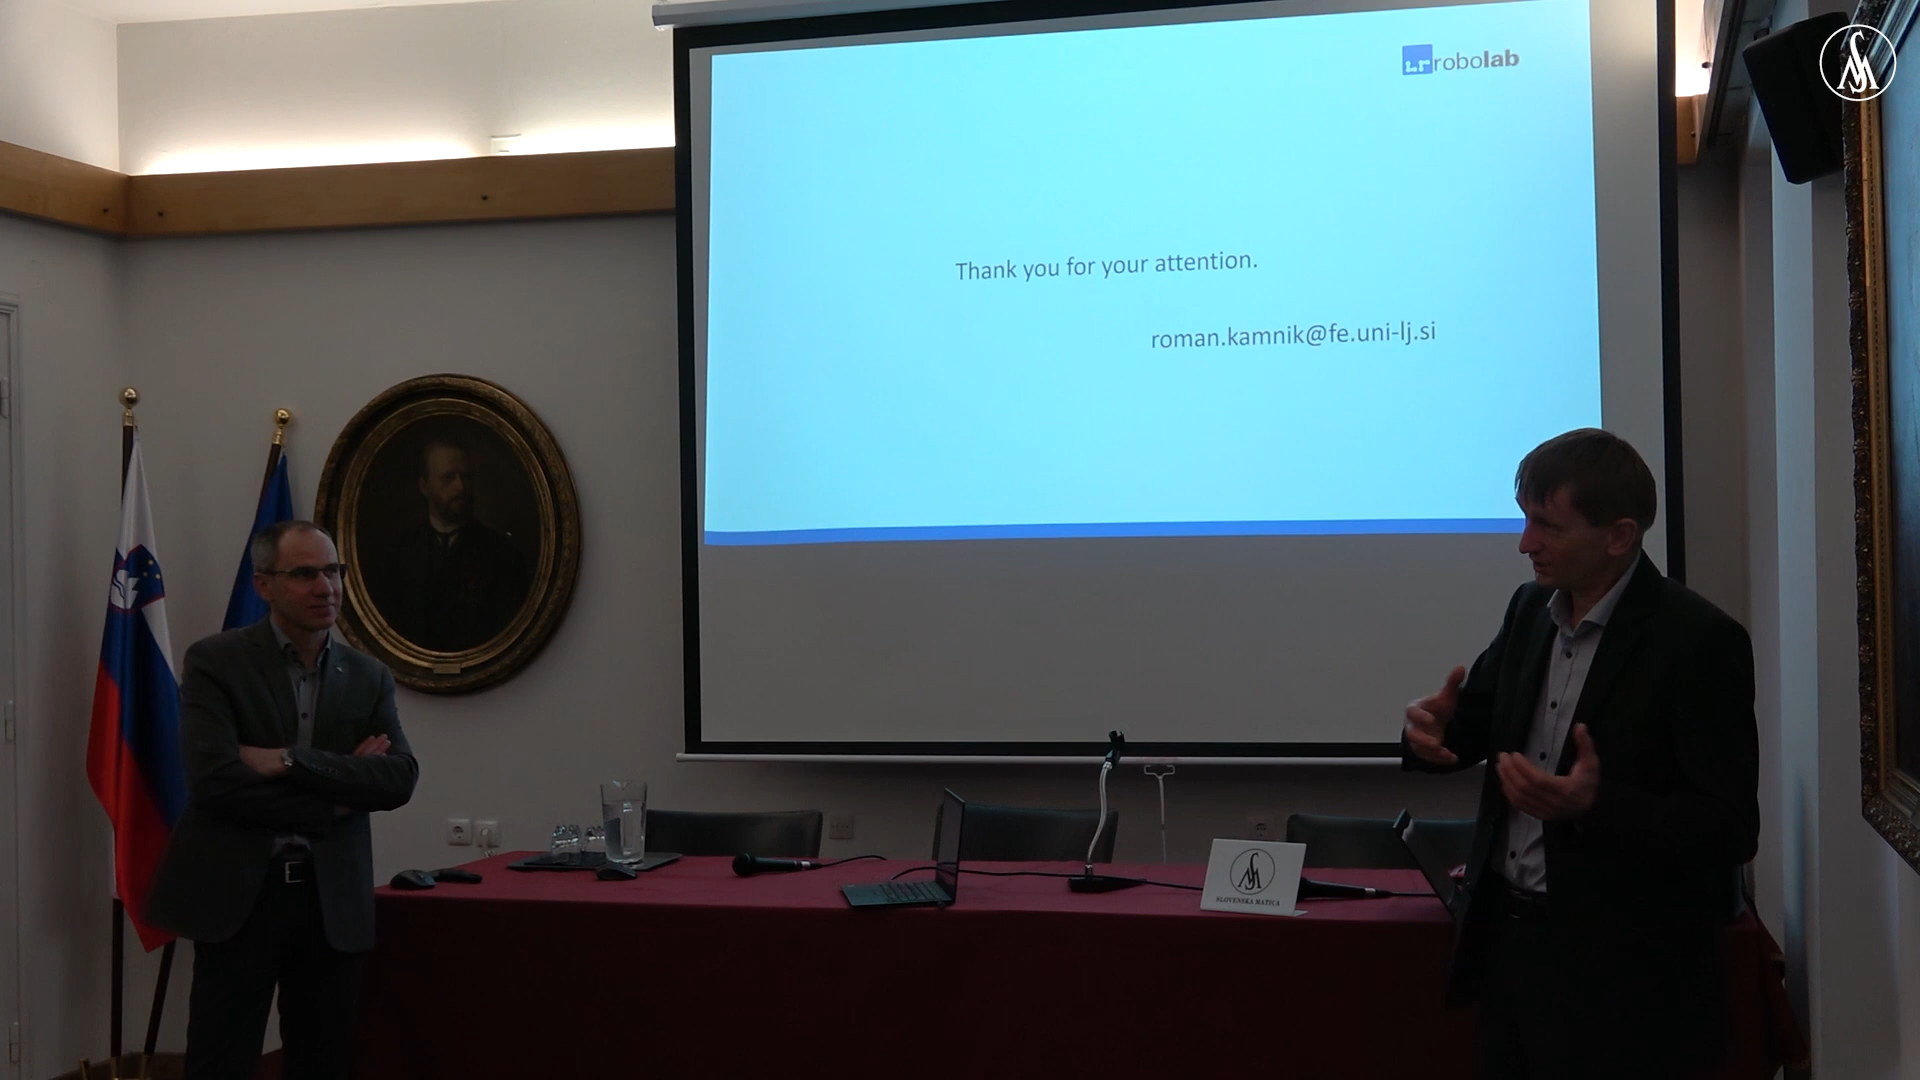 robolab
Thank you for your attention.
roman.kamnik@fe.uni-lj.si
SLOVENSKA MATICA